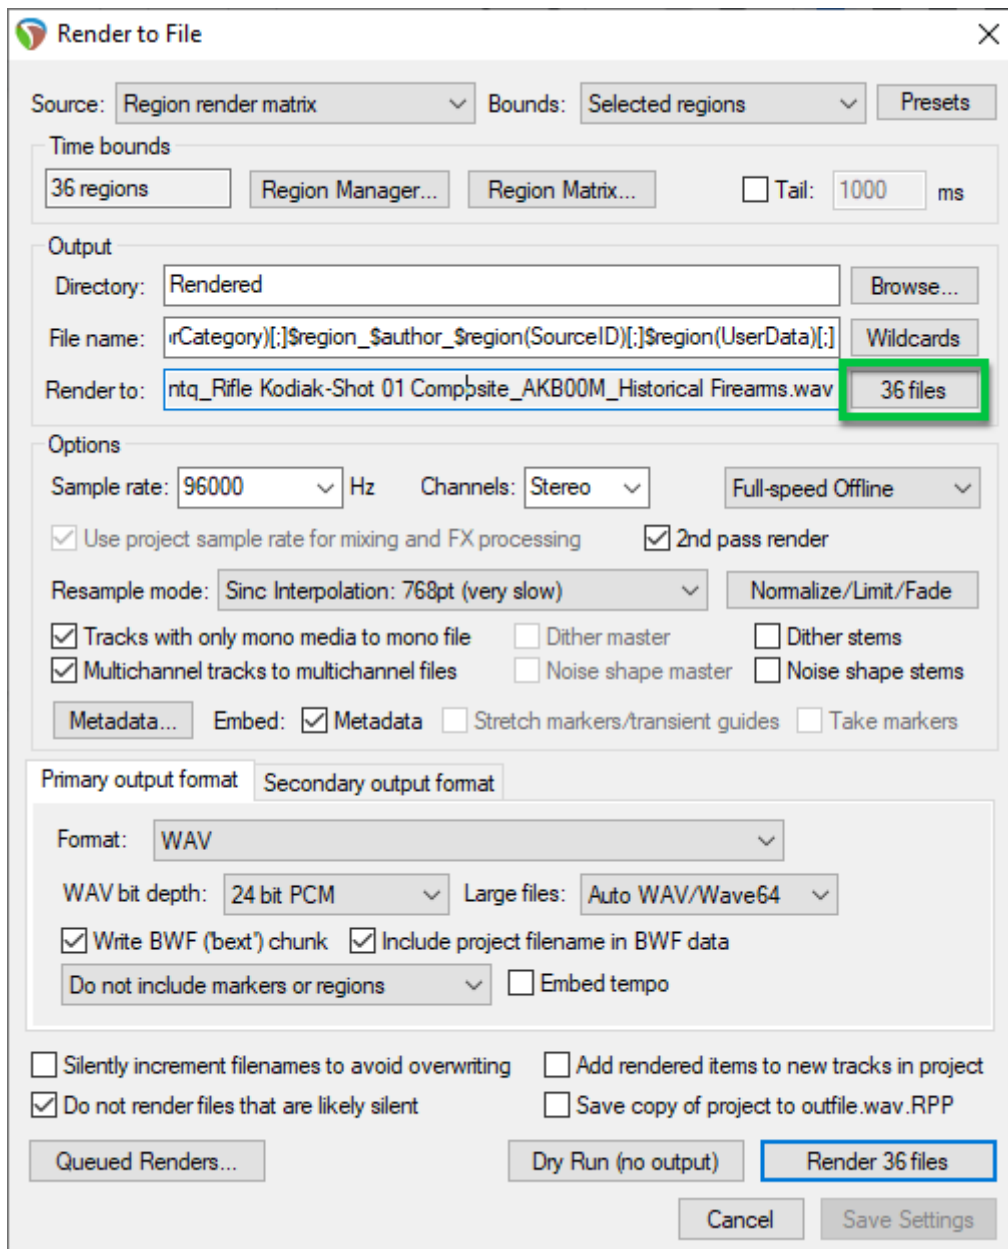 Render to File
Source: Region render matrix Bounds: Selected regions Presets
Time bounds
36 regions Region Manager... Region Matrix... Tail: 1000 ms
Output
Directory: Rendered Browse...
File name: rCategory)[;]$region_$author_$region(SourceID)[;]$region(UserData)[;] Wildcards
Render to: ntq_Rifle Kodiak-Shot 01 Composite_AKB00M_Historical Firearms.wav 36 files
Options
Sample rate: 96000 Hz Channels: Stereo Full-speed Offline
Use project sample rate for mixing and FX processing 2nd pass render
Resample mode: Sinc Interpolation: 768pt (very slow) Normalize/Limit/Fade
Tracks with only mono media to mono file Dither master Dither stems
Multichannel tracks to multichannel files Noise shape master Noise shape stems
Metadata... Embed: Metadata Stretch markers/transient guides Take markers
Primary output format Secondary output format
Format: WAV
WAV bit depth: 24 bit PCM Large files: Auto WAV/Wave64
Write BWF ('bext') chunk Include project filename in BWF data
Do not include markers or regions Embed tempo
Silently increment filenames to avoid overwriting Add rendered items to new tracks in project
Do not render files that are likely silent Save copy of project to outfile.wav.RPP
Queued Renders... Dry Run (no output) Render 36 files
Cancel Save Settings